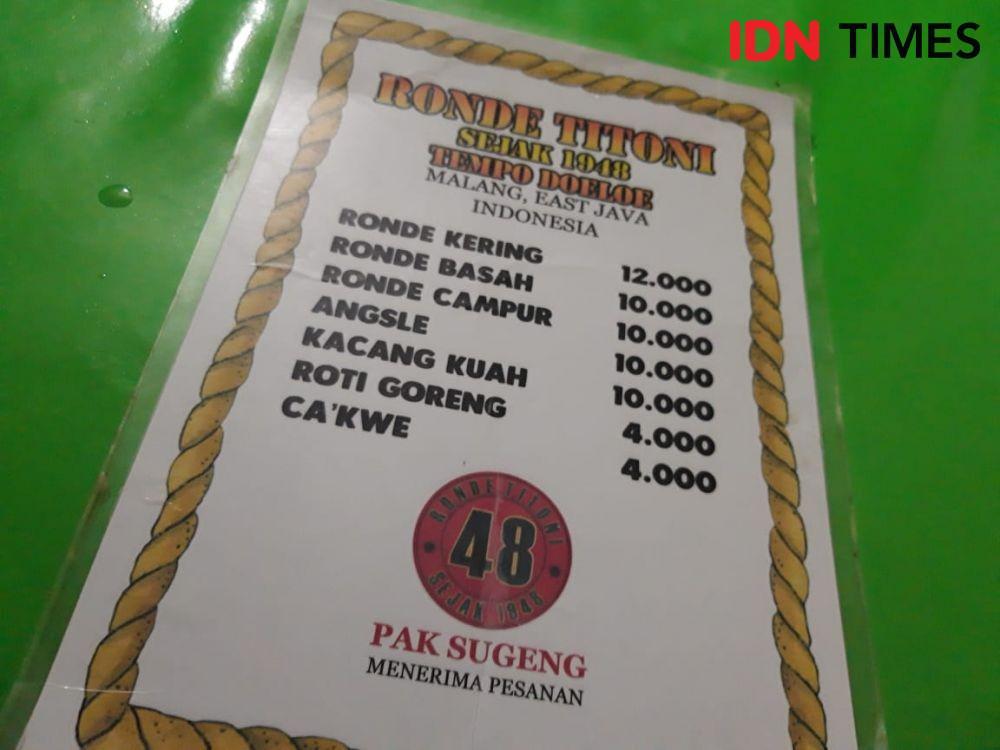 IDN TIMES
RONDE TITONI
SEJAK 1948
TEMPO DOELOE
MALANG, EAST JAVA
INDONESIA
RONDE KERING 12.000
RONDE BASAH 10.000
RONDE CAMPUR 10.000
ANGSLE 10.000
KACANG KUAH 10.000
ROTI GORENG 4.000
CA'KWE 4.000
RONDE TITONI
48
SEJAK 1948
PAK SUGENG
MENERIMA PESANAN